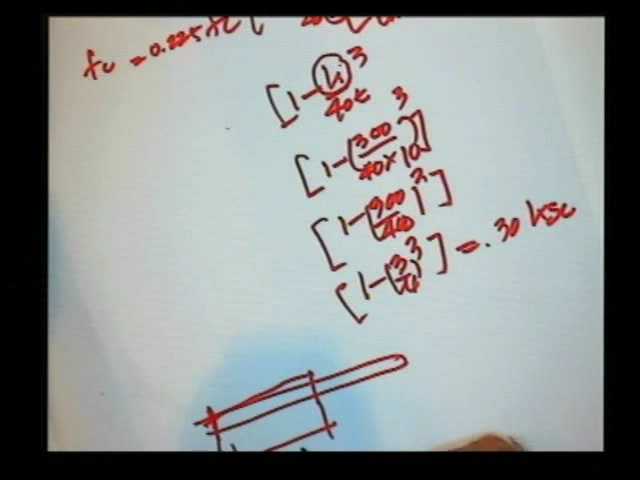 fc = 0.225 fc' [
[1-(h/40t)^3
[1-(300/40×10)^3]
[1-(300/400)^3]
[1-(3/4)^3] = .30 ksc